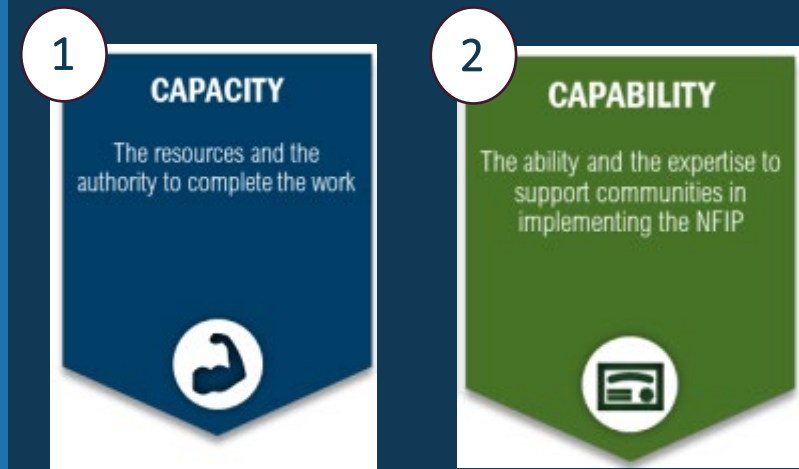 1
CAPACITY
The resources and the
authority to complete the work
2
CAPABILITY
The ability and the expertise to
support communities in
implementing the NFIP